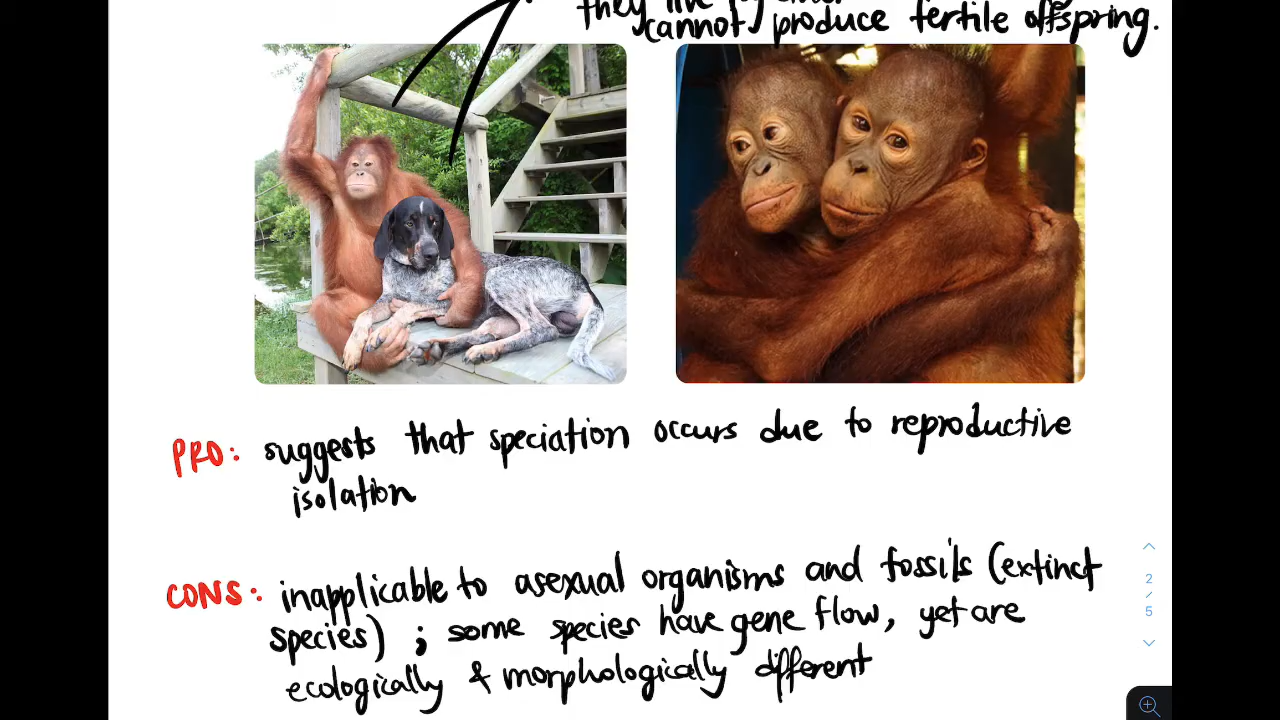 they
cannot produce fertile offspring.
PRO: suggests that speciation occurs due to reproductive
isolation
CONS: inapplicable to asexual organisms and fossils (extinct
species) ; some species have gene flow, yet are
ecologically & morphologically different
2
/
5